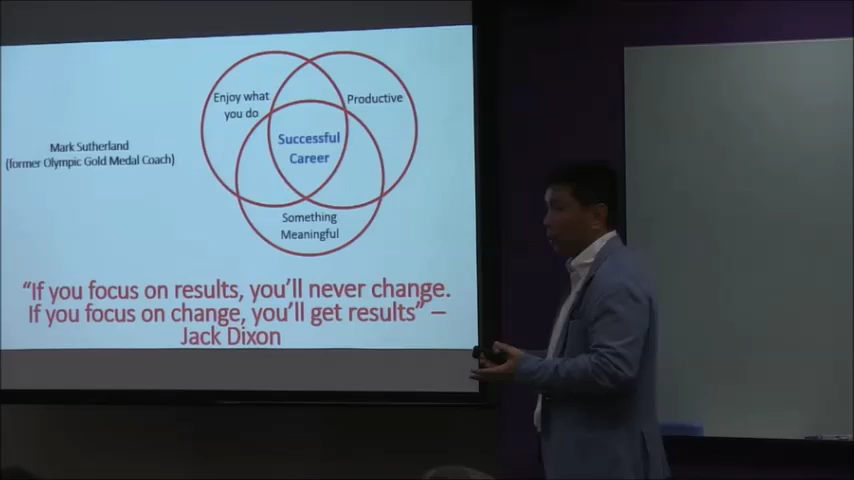 Enjoy what
you do
Productive
Mark Sutherland
(former Olympic Gold Medal Coach)
Successful
Career
Something
Meaningful
“If you focus on results, you’ll never change.
If you focus on change, you’ll get results” –
Jack Dixon